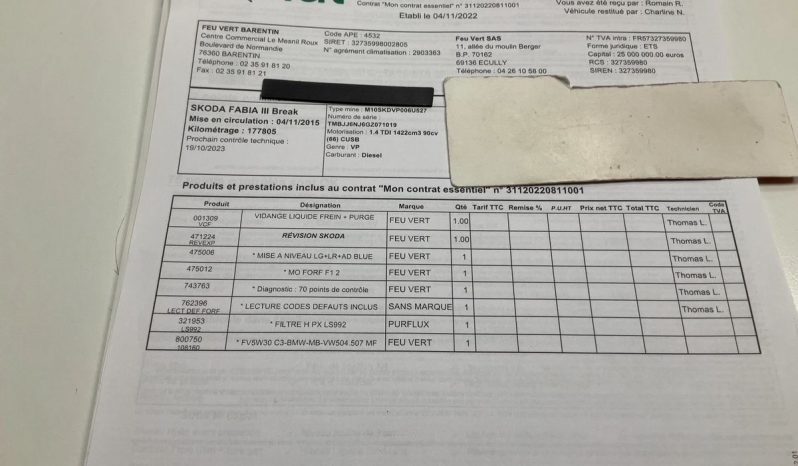 Contrat "Mon contrat essentiel" n° 31120220811001
Etabli le 04/11/2022
Vous avez été reçu par : Romain R.
Véhicule restitué par : Charline N.
FEU VERT BARENTIN
Centre Commercial Le Mesnil Roux
Boulevard de Normandie
76360 BARENTIN
Téléphone : 02 35 91 81 20
Fax : 02 35 91 81 21
Code APE : 4532
SIRET : 32735998002805
N° agrément climatisation : 2903363
Feu Vert SAS
11, allée du moulin Berger
B.P. 70162
69136 ECULLY
Téléphone : 04 26 10 56 00
N° TVA intra : FR57327359980
Forme juridique : ETS
Capital : 25 000 000.00 euros
RCS : 327359980
SIREN : 327359980
SKODA FABIA III Break
Mise en circulation : 04/11/2015
Kilométrage : 177805
Prochain contrôle technique :
19/10/2023
Type mine : M10SKDVP006U527
Numéro de série :
TMBJJ6NJ6GZ071019
Motorisation : 1.4 TDI 1422cm3 90cv
(66) CUSB
Genre : VP
Carburant : Diesel
Produits et prestations inclus au contrat "Mon contrat essentiel" n° 31120220811001
Produit Désignation Marque Qté Tarif TTC Remise % P.U.HT Prix net TTC Total TTC Technicien Code TVA
001309 VCF VIDANGE LIQUIDE FREIN + PURGE FEU VERT 1.00 Thomas L.
471224 REVEXP RÉVISION SKODA FEU VERT 1.00 Thomas L.
475006 * MISE A NIVEAU LG+LR+AD BLUE FEU VERT 1 Thomas L.
475012 * MO FORF F1 2 FEU VERT 1 Thomas L.
743763 * Diagnostic : 70 points de contrôle FEU VERT 1 Thomas L.
762396 LECT DEF FORF * LECTURE CODES DEFAUTS INCLUS SANS MARQUE 1 Thomas L.
321953 LS992 * FILTRE H PX LS992 PURFLUX 1
800750 108160 * FV5W30 C3-BMW-MB-VW504.507 MF FEU VERT 1